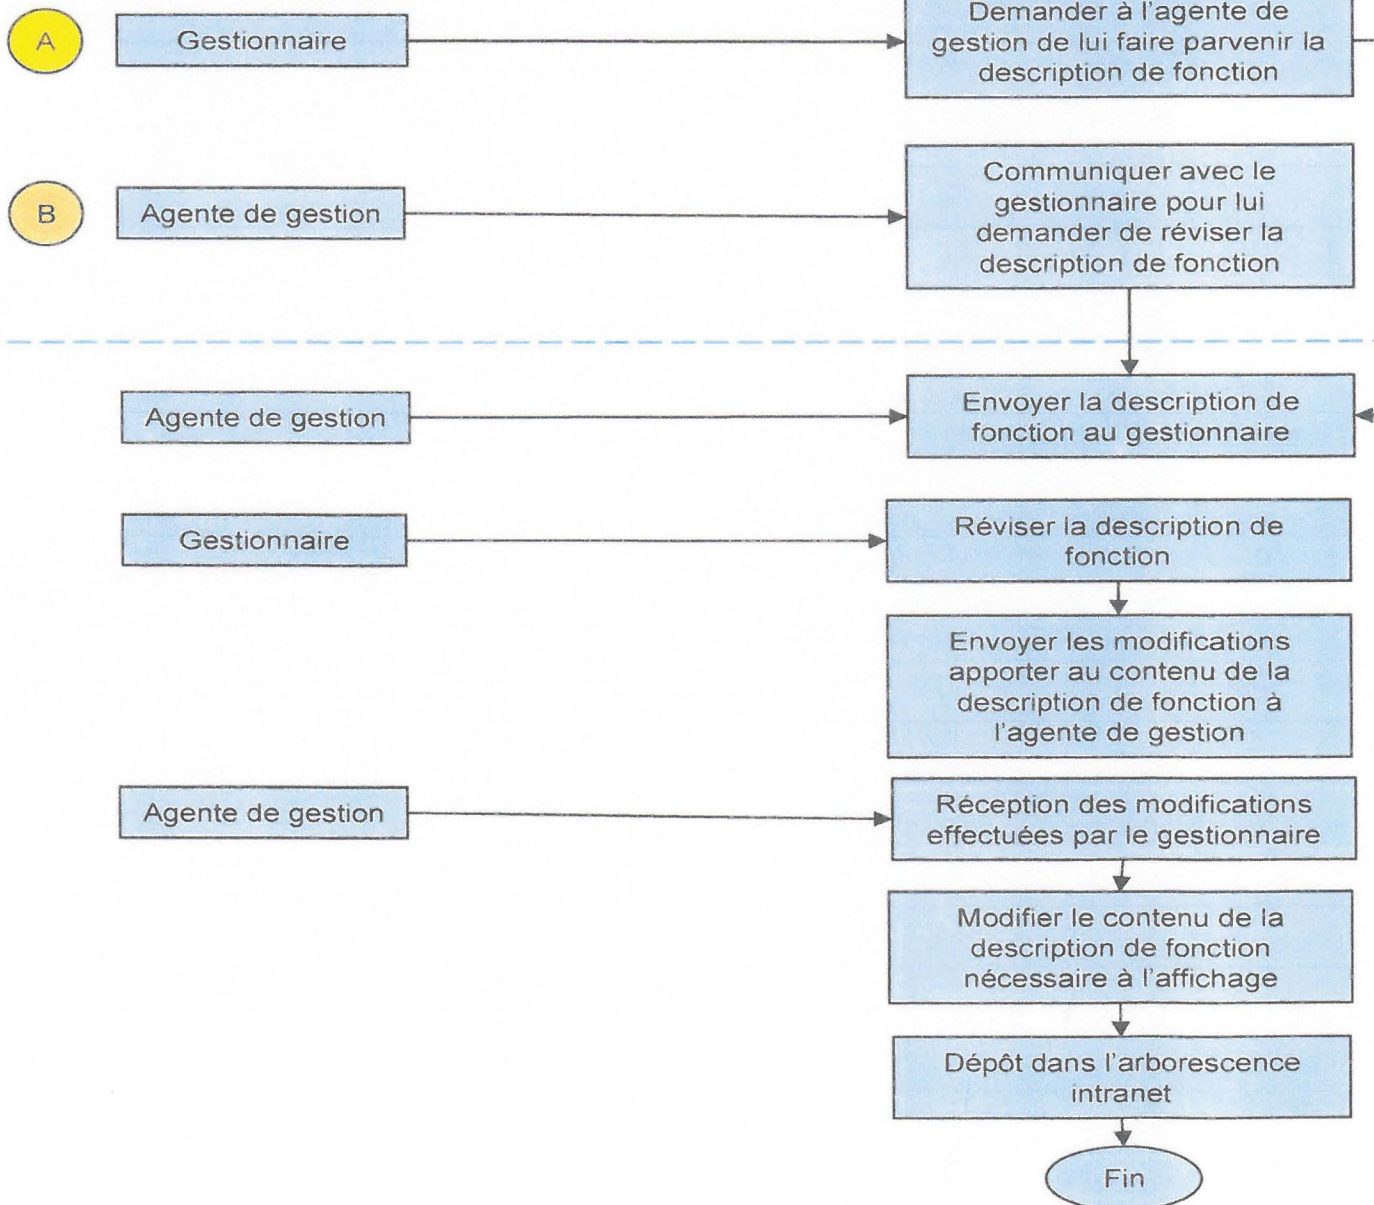 A
Gestionnaire
Demander à l'agente de
gestion de lui faire parvenir la
description de fonction
B
Agente de gestion
Communiquer avec le
gestionnaire pour lui
demander de réviser la
description de fonction
Agente de gestion
Envoyer la description de
fonction au gestionnaire
Gestionnaire
Réviser la description de
fonction
Envoyer les modifications
apporter au contenu de la
description de fonction à
l'agente de gestion
Agente de gestion
Réception des modifications
effectuées par le gestionnaire
Modifier le contenu de la
description de fonction
nécessaire à l'affichage
Dépôt dans l'arborescence
intranet
Fin